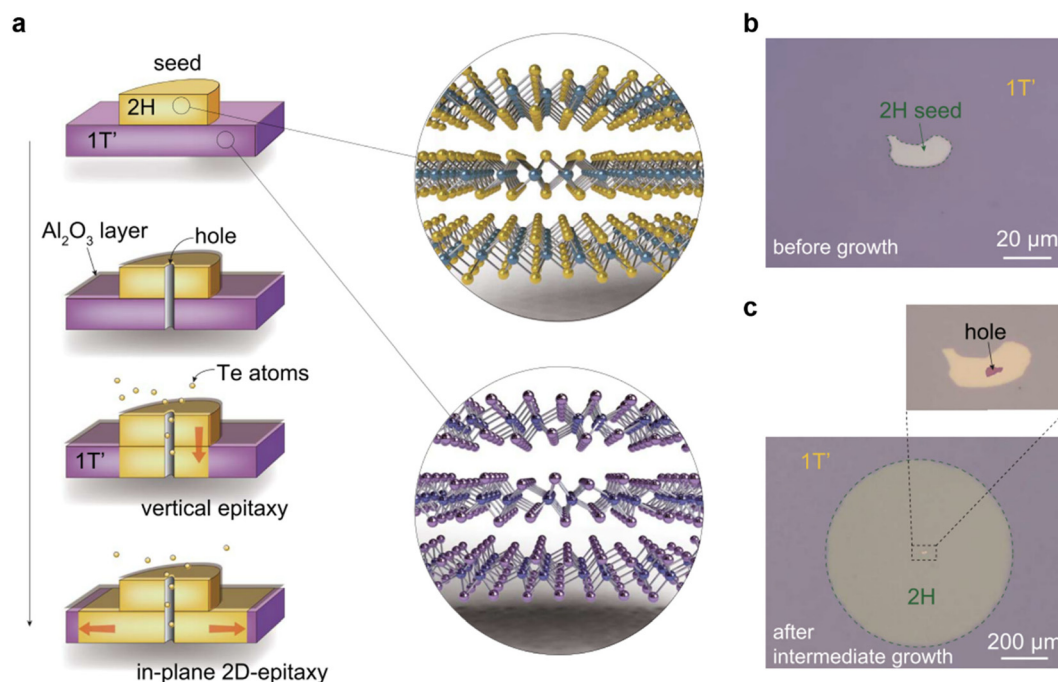 a
seed
2H
1T’
Al₂O₃ layer
hole
Te atoms
1T’
vertical epitaxy
in-plane 2D-epitaxy
b
1T’
2H seed
before growth
20 μm
c
hole
1T’
2H
after
intermediate growth
200 μm